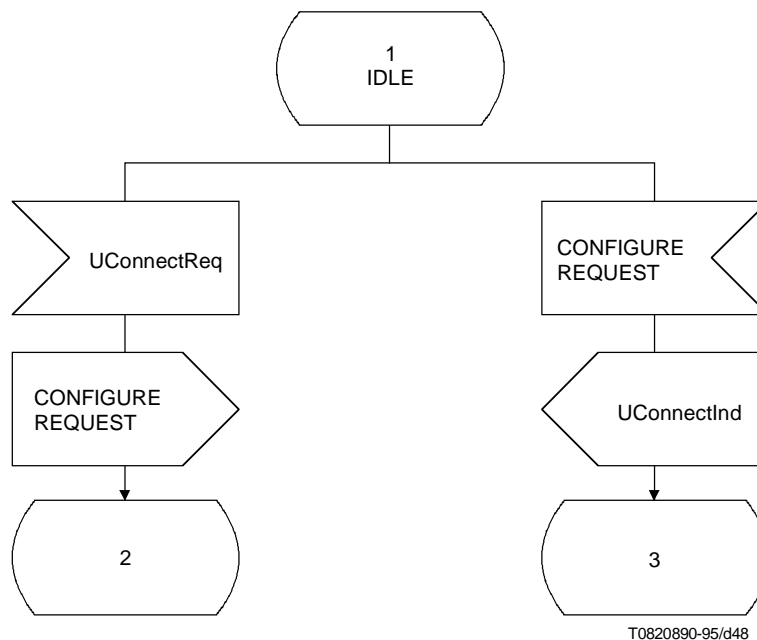 1
IDLE
UConnectReq
CONFIGURE
REQUEST
CONFIGURE
REQUEST
UConnectInd
2
3
T0820890-95/d48